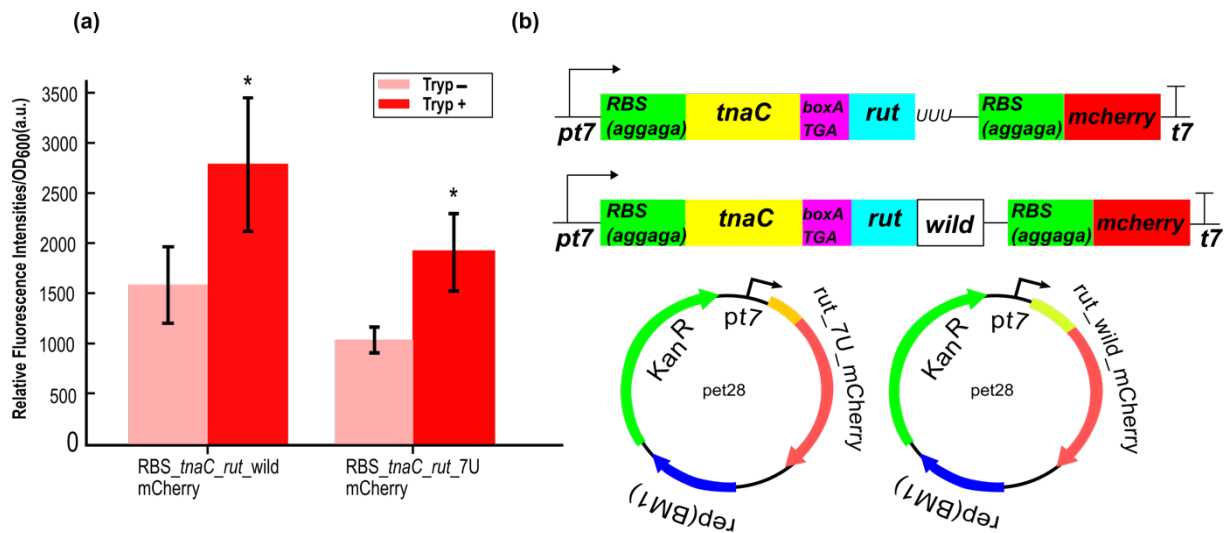 (a)
Relative Fluorescence Intensities/OD600(a.u.)
3500
3000
2500
2000
1500
1000
500
0
Tryp –
Tryp +
*
*
RBS_tnaC_rut_wild
mCherry
RBS_tnaC_rut_7U
mCherry
(b)
pt7
RBS
(aggaga)
tnaC
boxA
TGA
rut
UUU
RBS
(aggaga)
mcherry
t7
pt7
RBS
(aggaga)
tnaC
boxA
TGA
rut
wild
RBS
(aggaga)
mcherry
t7
pt7
KanR
rut_7U_mCherry
pet28
rep(BM1)
pt7
KanR
rut_wild_mCherry
pet28
rep(BM1)